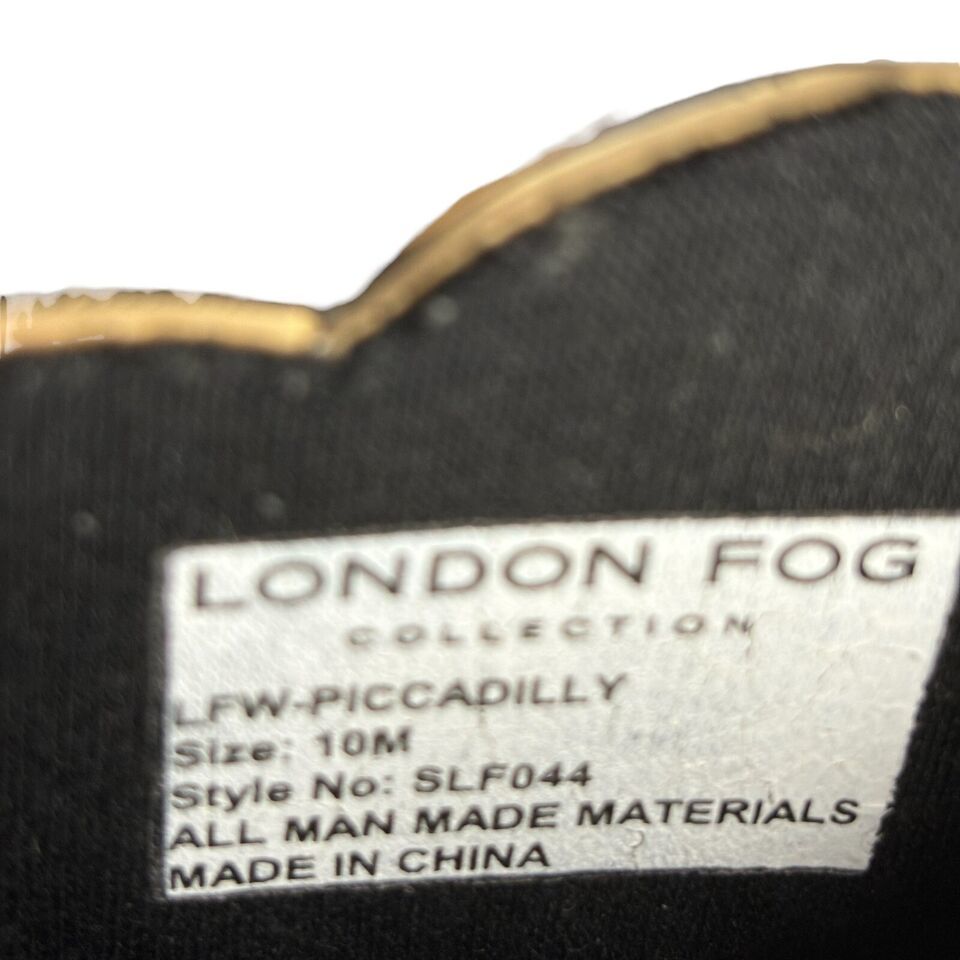 LONDON FOG
COLLECTION
LFW-PICCADILLY
Size: 10M
Style No: SLF044
ALL MAN MADE MATERIALS
MADE IN CHINA